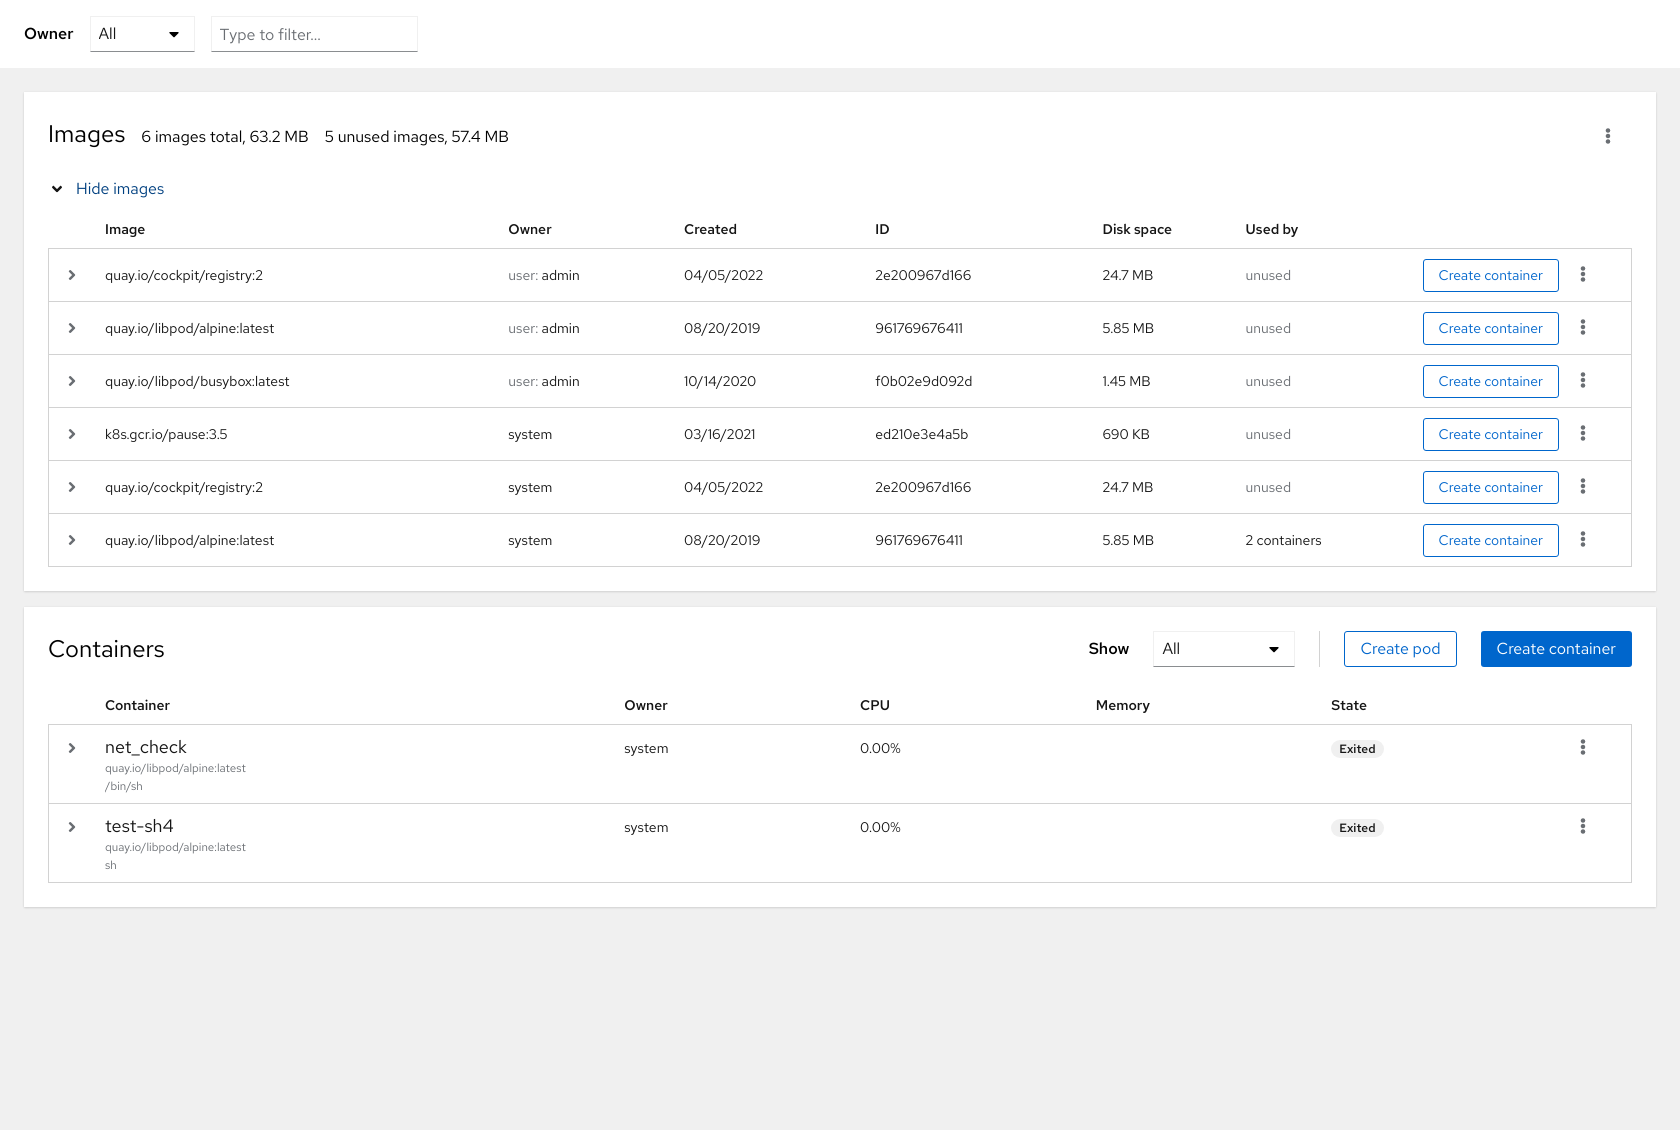 Owner All Type to filter...
Images 6 images total, 63.2 MB 5 unused images, 57.4 MB
Hide images
Image Owner Created ID Disk space Used by
quay.io/cockpit/registry:2 user: admin 04/05/2022 2e200967d166 24.7 MB unused Create container
quay.io/libpod/alpine:latest user: admin 08/20/2019 961769676411 5.85 MB unused Create container
quay.io/libpod/busybox:latest user: admin 10/14/2020 f0b02e9d092d 1.45 MB unused Create container
k8s.gcr.io/pause:3.5 system 03/16/2021 ed210e3e4a5b 690 KB unused Create container
quay.io/cockpit/registry:2 system 04/05/2022 2e200967d166 24.7 MB unused Create container
quay.io/libpod/alpine:latest system 08/20/2019 961769676411 5.85 MB 2 containers Create container
Containers Show All Create pod Create container
Container Owner CPU Memory State
net_check system 0.00% Exited
quay.io/libpod/alpine:latest
/bin/sh
test-sh4 system 0.00% Exited
quay.io/libpod/alpine:latest
sh